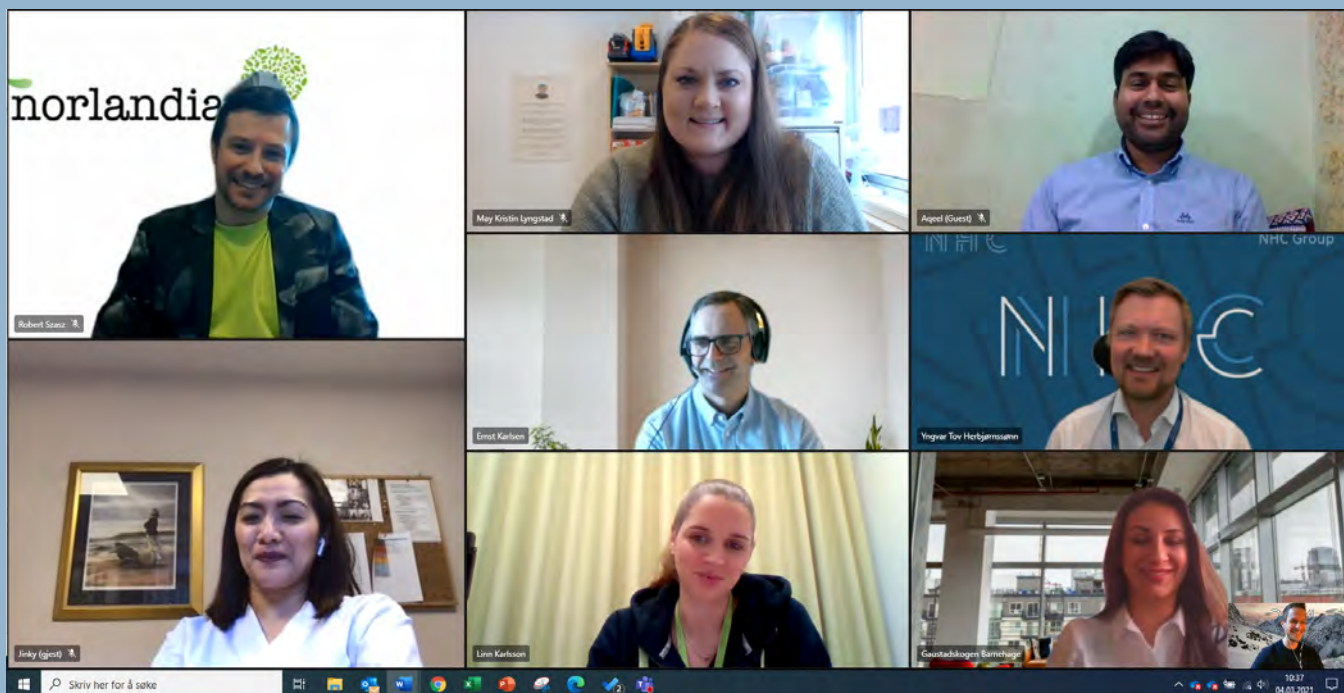 norlandia
Robert Szasz
May Kristin Lyngstad
Aqeel (Guest)
NHC
NHC Group
NHC
Ernst Karlsen
Yngvar Tov Herbjørnssønn
Jinky (gjest)
Linn Karlsson
Gaustadskogen Barnehage
Skriv her for å søke
2
10:37
04.03.2021